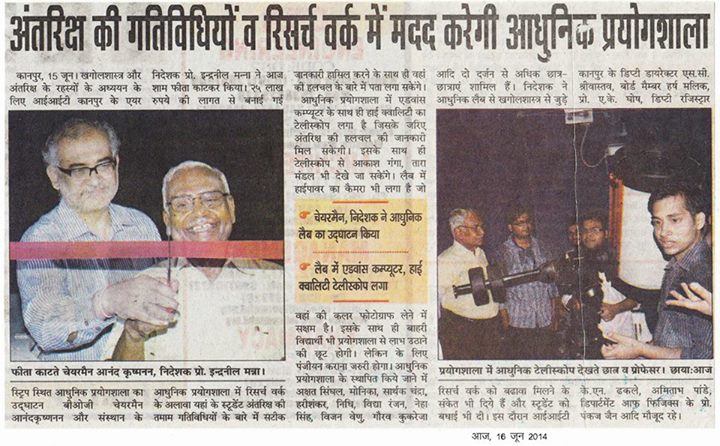 अंतरिक्ष की गतिविधियों व रिसर्च वर्क में मदद करेगी आधुनिक प्रयोगशाला
कानपुर, 15 जून। खगोलशास्त्र और
अंतरिक्ष के रहस्यों के अध्ययन के
लिए आईआईटी कानपुर के एयर
निदेशक प्रो. इन्द्रनील मन्ना ने आज
शाम फीता काटकर किया। २५ लाख
रुपये की लागत से बनाई गई
फीता काटते चेयरमैन आनंद कृष्णनन, निदेशक प्रो. इन्द्रनील मन्ना।
स्ट्रिप स्थित आधुनिक प्रयोगशाला का
उद्घाटन बीओजी चेयरमैन
आनंदकृष्णनन और संस्थान के
आधुनिक प्रयोगशाला में रिसर्च वर्क
के अलावा यहां के स्टूडेंट अंतरिक्ष की
तमाम गतिविधियों के बारे में सटीक
जानकारी हासिल करने के साथ ही वहां
की हलचल के बारे में पता लगा सकेंगे।
आधुनिक प्रयोगशाला में एडवांस
कम्प्यूटर के साथ ही हाई क्वालिटी का
टेलीस्कोप लगा है जिसके जरिए
अंतरिक्ष की हलचल की जानकारी
मिल सकेगी। इसके साथ ही
टेलीस्कोप से आकाश गंगा, तारा
मंडल भी देखे जा सकेंगे। लैब में
हाईपावर का कैमरा भी लगा है जो
चेयरमैन, निदेशक ने आधुनिक
लैब का उद्घाटन किया
लैब में एडवांस कम्प्यूटर, हाई
क्वालिटी टेलीस्कोप लगा
वहां की कलर फोटोग्राफ लेने में
सक्षम है। इसके साथ ही बाहरी
विद्यार्थी भी प्रयोगशाला से लाभ उठाने
की छूट होगी। लेकिन के लिए
पंजीयन कराना जरुरी होगा। आधुनिक
प्रयोगशाला के स्थापित किये जाने में
अक्षत सिंघल, मोनिका, सार्थक चंद्रा,
हरीशंकर, निधि, विद्या रंजन, नेहा
सिंह, विजन वेणु, गौरव कुकरेजा
आदि दो दर्जन से अधिक छात्र-
छात्राएं शामिल हैं। निदेशक ने
आधुनिक लैब से खगोलशास्त्र से जुड़े
कानपुर के डिप्टी डायरेक्टर एस.सी.
श्रीवास्तव, बोर्ड मैम्बर हर्ष मलिक,
प्रो. ए.के. घोष, डिप्टी रजिस्ट्रार
प्रयोगशाला में आधुनिक टेलीस्कोप देखते छात्र व प्रोफेसर। छाया:आज
रिसर्च वर्क को बढावा मिलने के
संकेत भी दिये हैं और स्टूडेंट को
बधाई भी दी। इस दौरान आईआईटी
के.एन. ढकले, अमिताभ पांडे,
डिपार्टमेंट आफ फिजिक्स के प्रो.
पंकज जैन आदि मौजूद रहे।
आज, 16 जून 2014